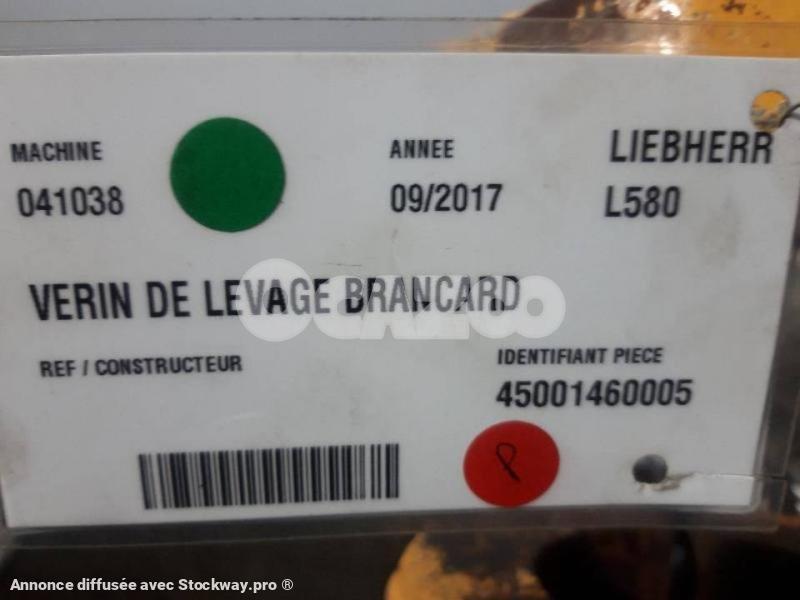 MACHINE ANNEE LIEBHERR
041038 09/2017 L580
VERIN DE LEVAGE BRANCARD
REF / CONSTRUCTEUR IDENTIFIANT PIECE
45001460005
P
Annonce diffusée avec Stockway.pro ®